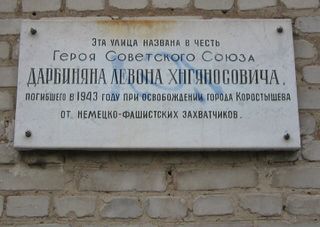 Эта улица названа в честь
Героя Советского Союза
ДАРБИНЯНА ЛЕВОНА ХНГЯНОСОВИЧА.
погибшего в 1943 году при освобождении города Коростышева
от немецко-фашистских захватчиков.